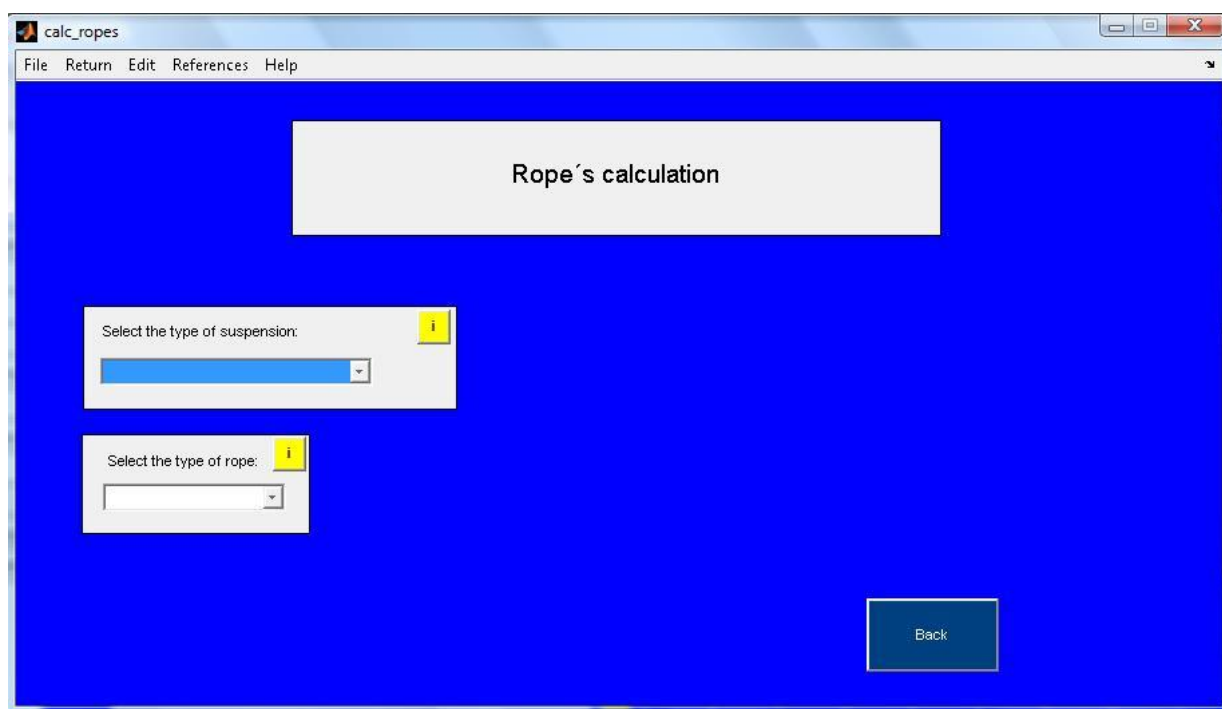 calc_ropes
File Return Edit References Help
Rope´s calculation
Select the type of suspension:
i
Select the type of rope:
i
Back